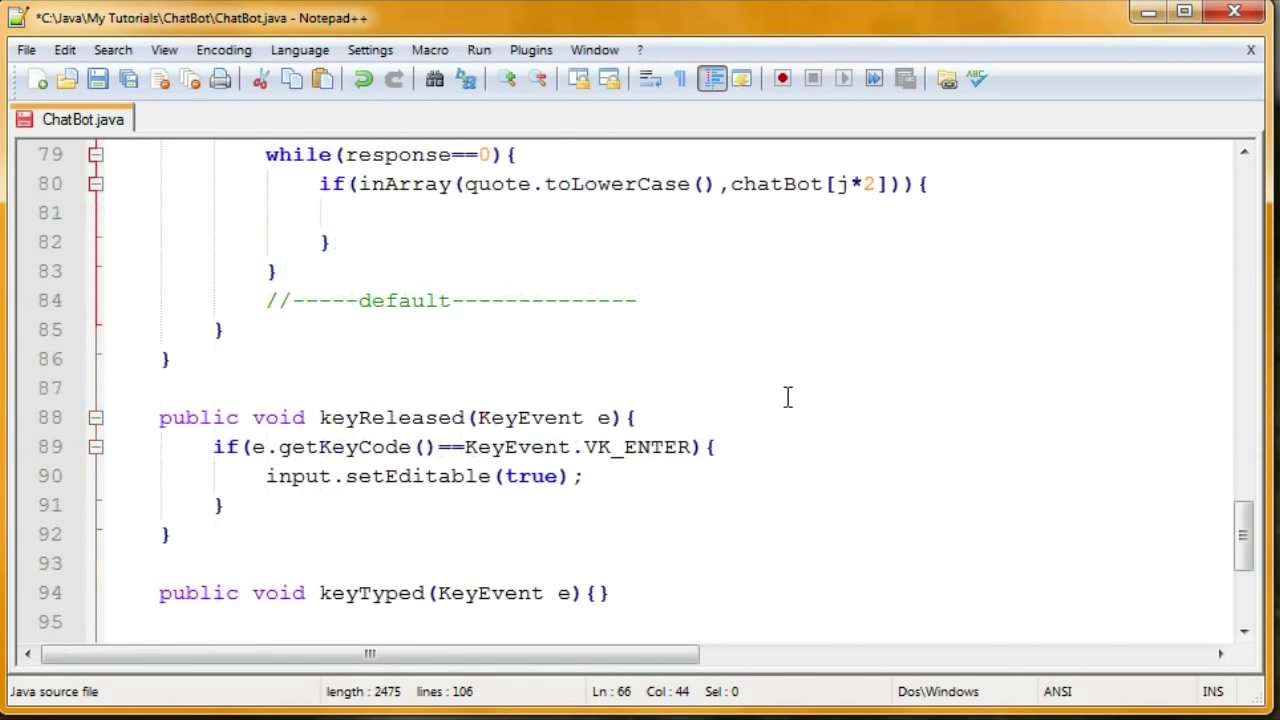 *C:\Java\My Tutorials\ChatBot\ChatBot.java - Notepad++
File Edit Search View Encoding Language Settings Macro Run Plugins Window ? X
ABC
ChatBot.java
79 while(response==0){
80 if(inArray(quote.toLowerCase(),chatBot[j*2])){
81
82 }
83 }
84 //-----default--------------
85 }
86 }
87
88 public void keyReleased(KeyEvent e){
89 if(e.getKeyCode()==KeyEvent.VK_ENTER){
90 input.setEditable(true);
91 }
92 }
93
94 public void keyTyped(KeyEvent e){}
95
Java source file length : 2475 lines : 106 Ln : 66 Col : 44 Sel : 0 Dos\Windows ANSI INS